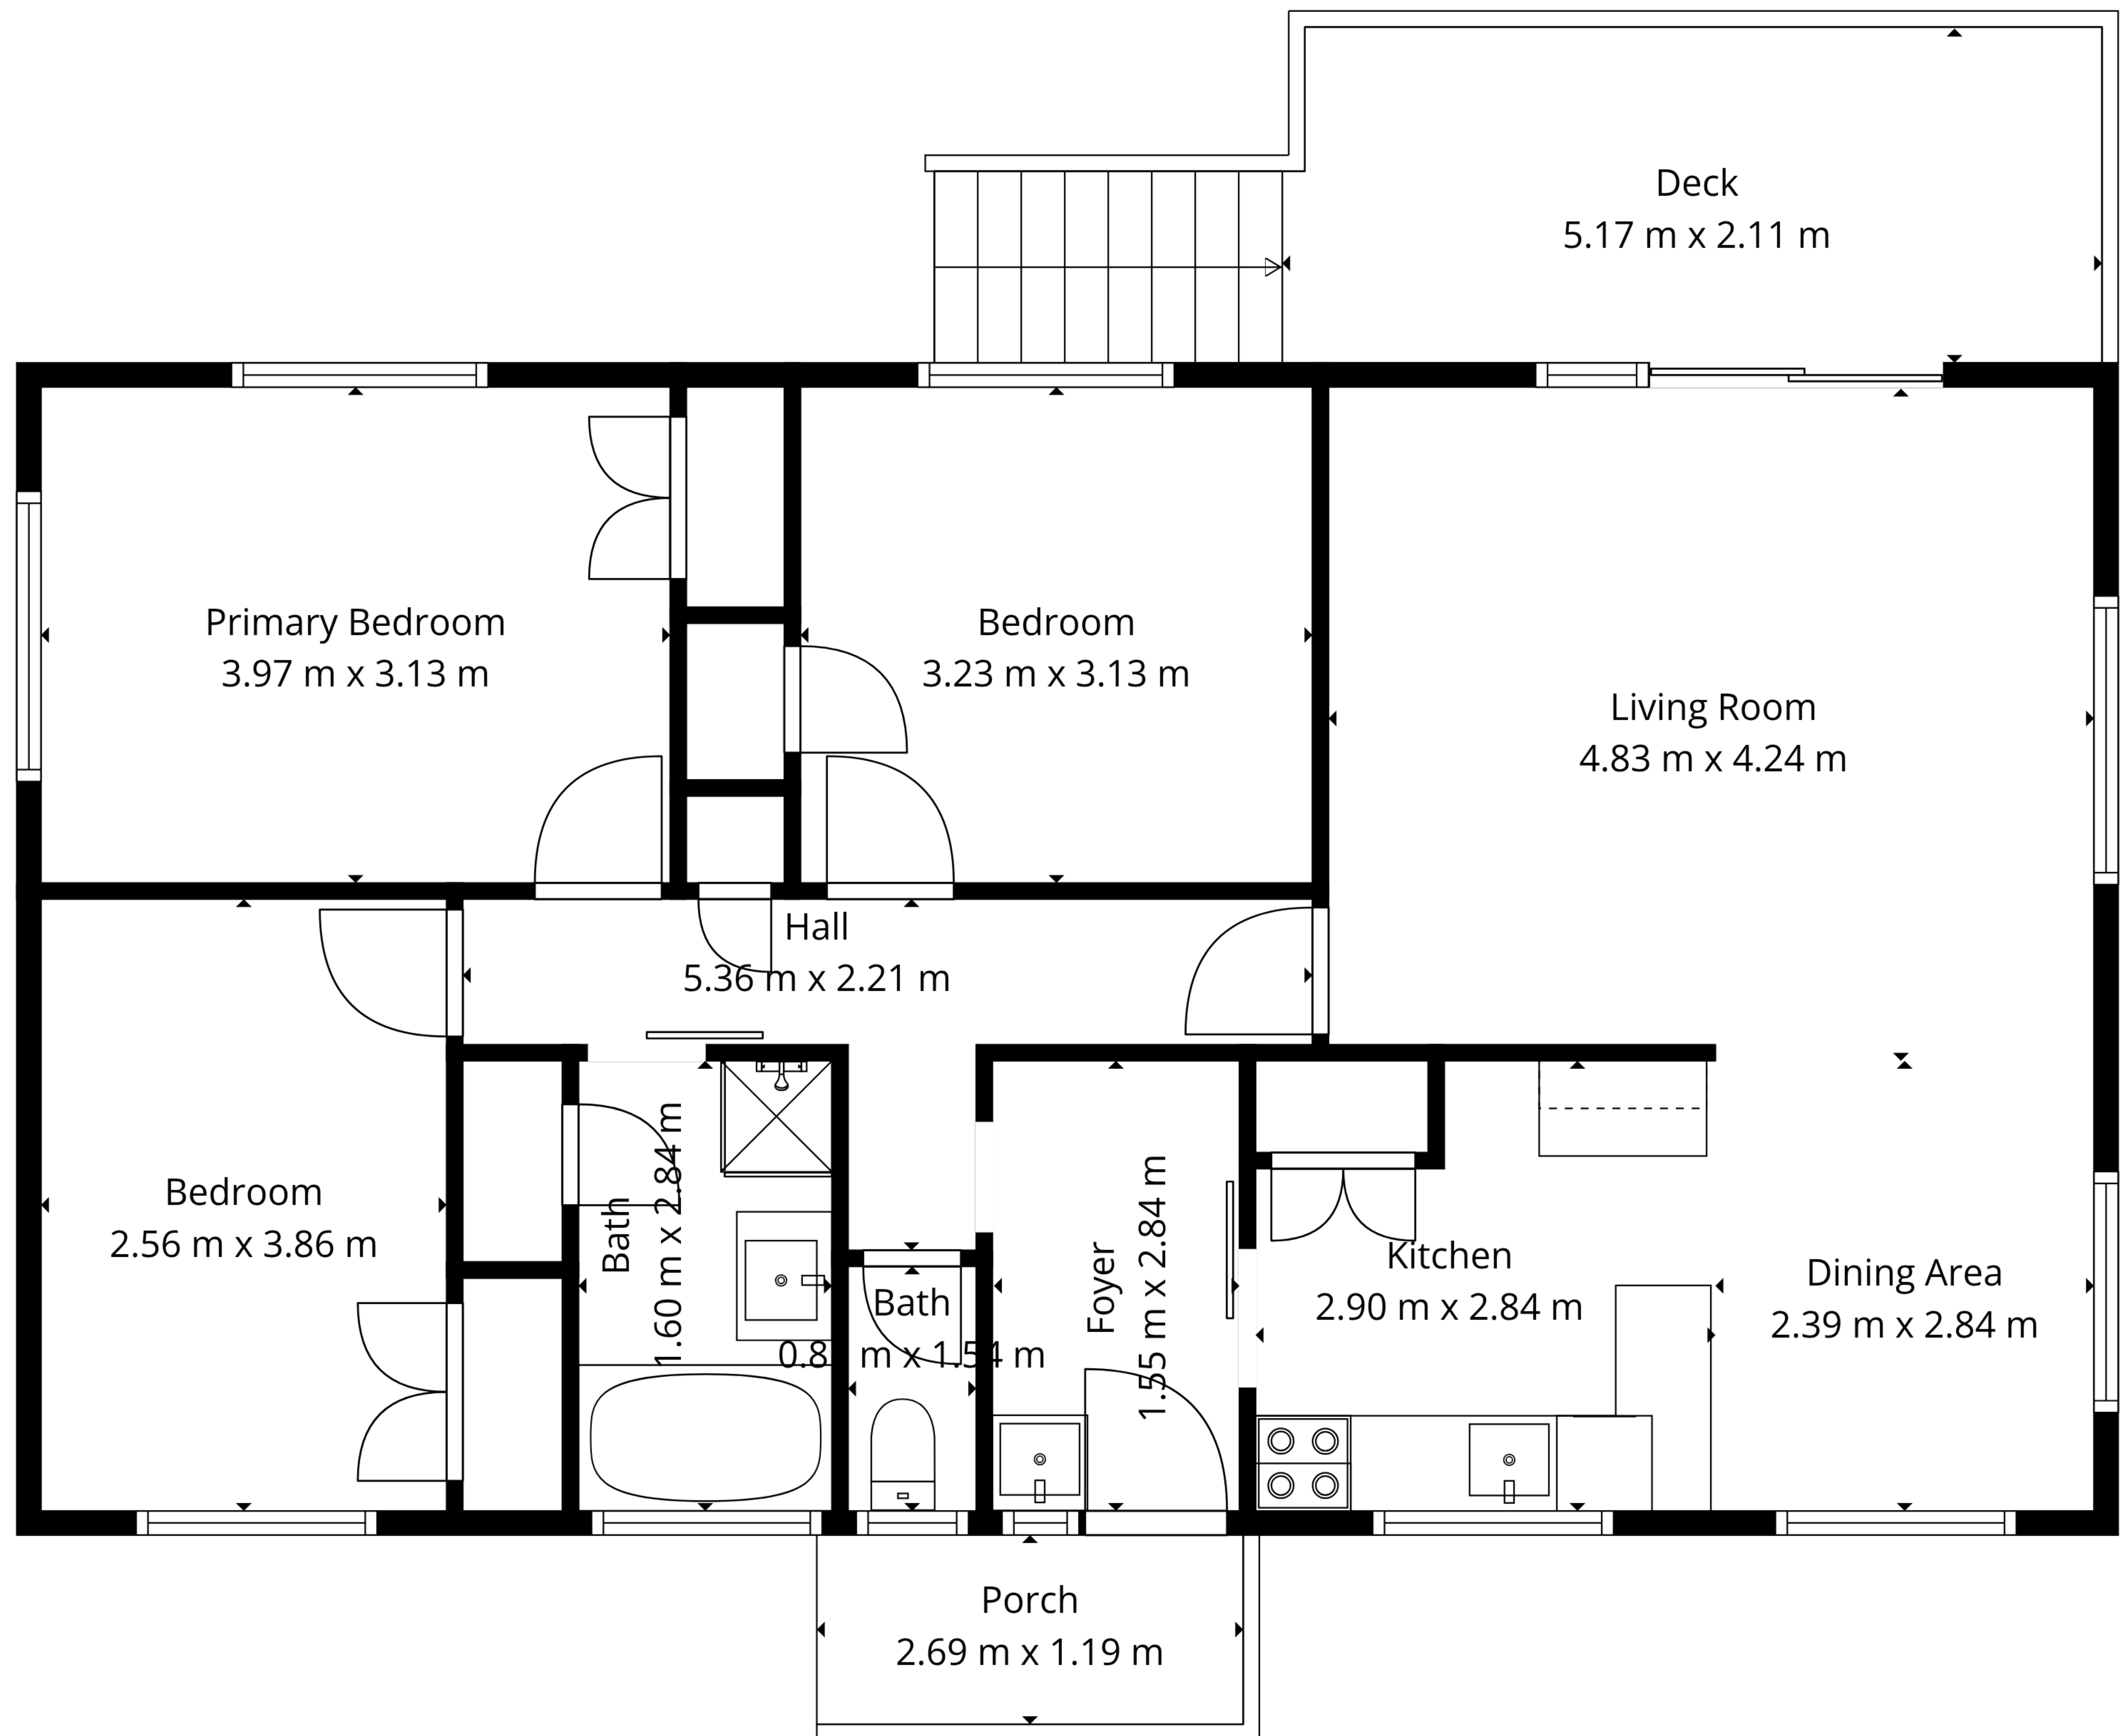 Deck
5.17 m x 2.11 m
Primary Bedroom
3.97 m x 3.13 m
Bedroom
3.23 m x 3.13 m
Living Room
4.83 m x 4.24 m
Hall
5.36 m x 2.21 m
Bedroom
2.56 m x 3.86 m
Bath
1.60 m x 2.84 m
Bath
m x 1.54 m
Foyer
1.55 m x 2.84 m
Kitchen
2.90 m x 2.84 m
Dining Area
2.39 m x 2.84 m
Porch
2.69 m x 1.19 m